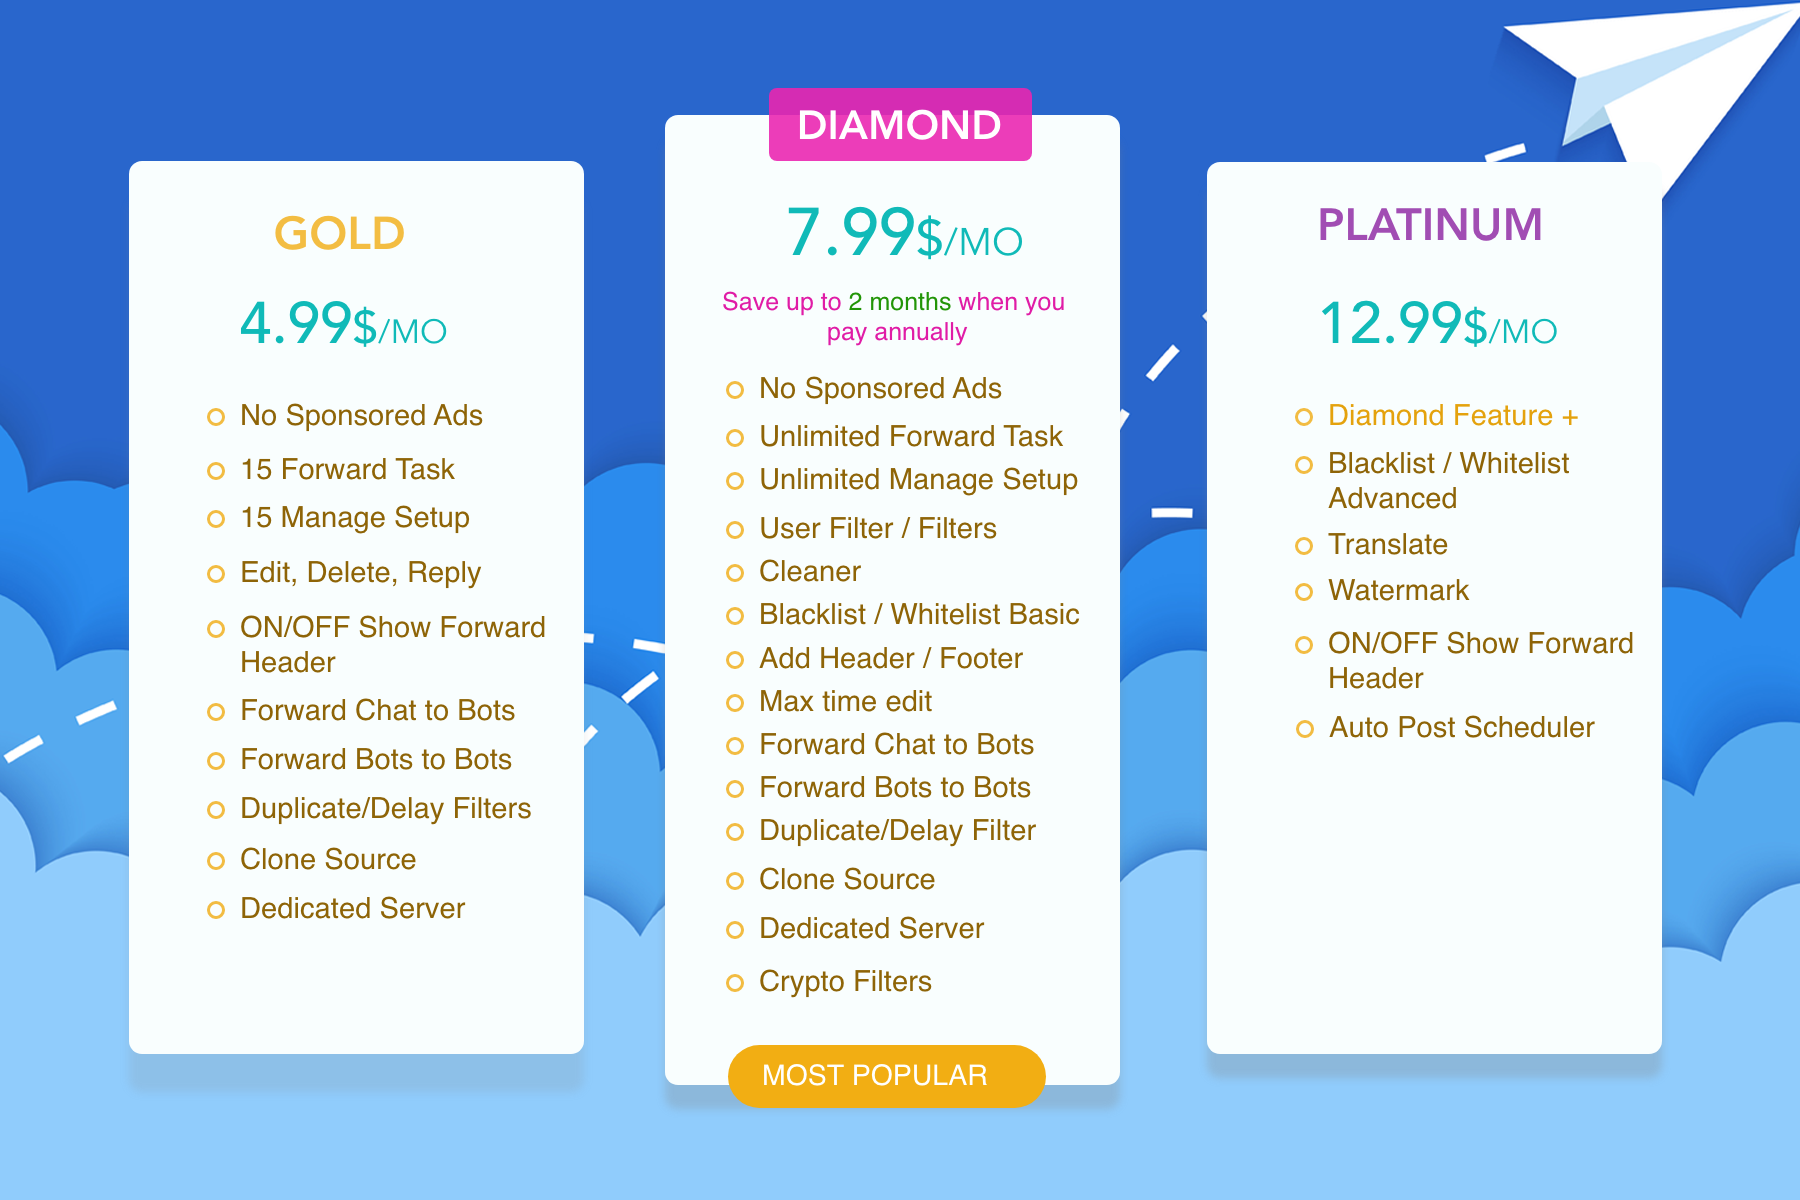 GOLD
4.99$/MO
No Sponsored Ads
15 Forward Task
15 Manage Setup
Edit, Delete, Reply
ON/OFF Show Forward
Header
Forward Chat to Bots
Forward Bots to Bots
Duplicate/Delay Filters
Clone Source
Dedicated Server
DIAMOND
7.99$/MO
Save up to 2 months when you
pay annually
No Sponsored Ads
Unlimited Forward Task
Unlimited Manage Setup
User Filter / Filters
Cleaner
Blacklist / Whitelist Basic
Add Header / Footer
Max time edit
Forward Chat to Bots
Forward Bots to Bots
Duplicate/Delay Filter
Clone Source
Dedicated Server
Crypto Filters
MOST POPULAR
PLATINUM
12.99$/MO
Diamond Feature +
Blacklist / Whitelist
Advanced
Translate
Watermark
ON/OFF Show Forward
Header
Auto Post Scheduler